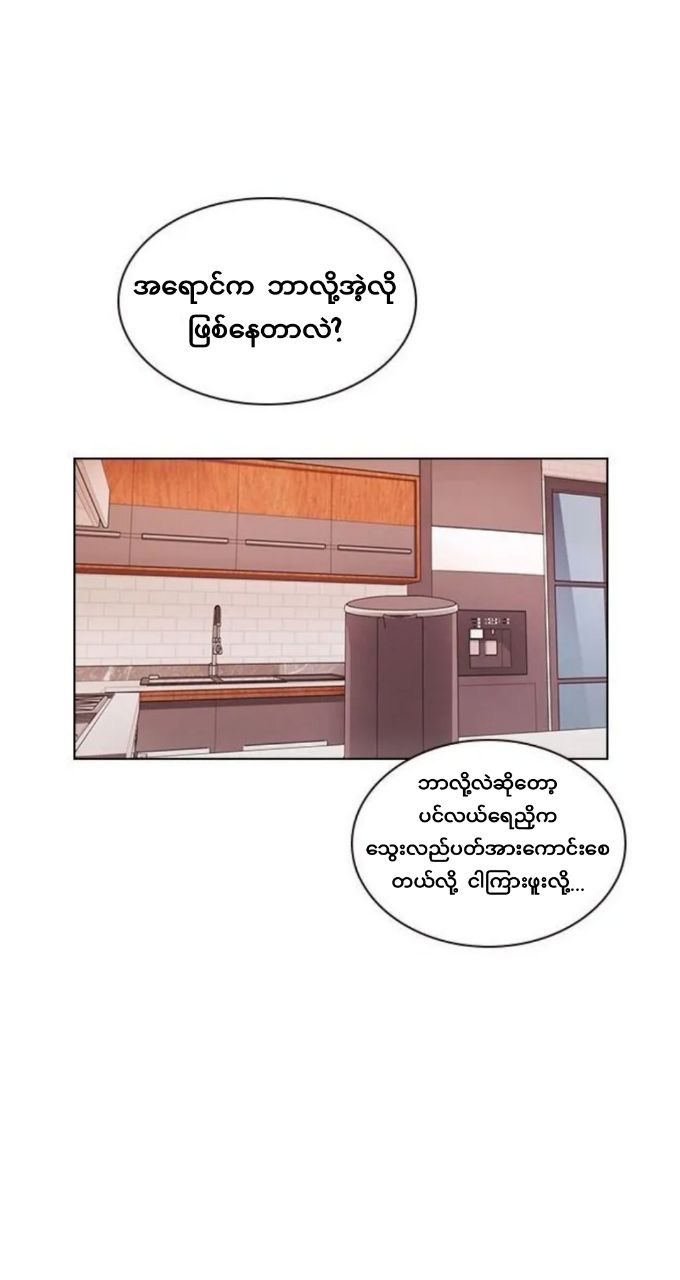 အရောင်က ဘာလို့အဲ့လို
ဖြစ်နေတာလဲ?
ဘာလို့လဲဆိုတော့
ပင်လယ်ရေညှိက
သွေးလည်ပတ်အားကောင်းစေ
တယ်လို့ ငါကြားဖူးလို့...